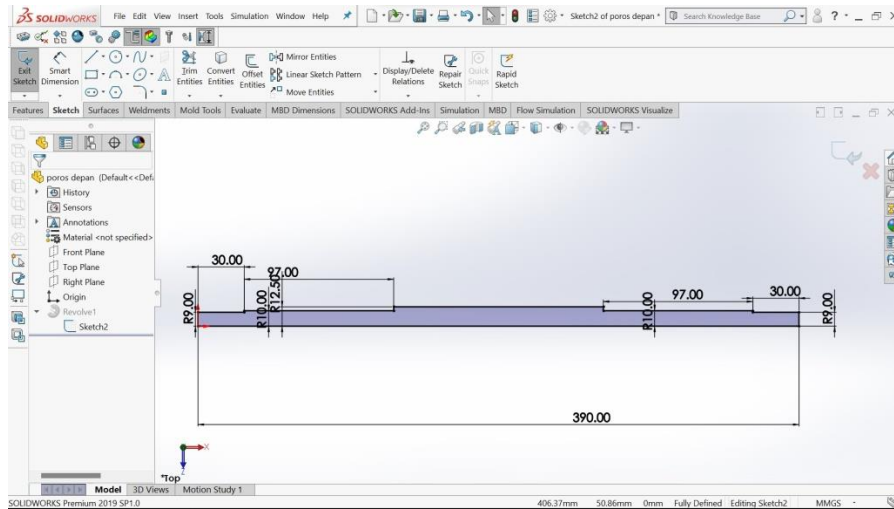 SOLIDWORKS File Edit View Insert Tools Simulation Window Help Sketch2 of poros depan * Search Knowledge Base
Exit Sketch
Smart Dimension
Trim Entities
Convert Entities
Offset Entities
Mirror Entities
Linear Sketch Pattern
Move Entities
Display/Delete Relations
Repair Sketch
Quick Snaps
Rapid Sketch
Features Sketch Surfaces Weldments Mold Tools Evaluate MBD Dimensions SOLIDWORKS Add-Ins Simulation MBD Flow Simulation SOLIDWORKS Visualize
poros depan (Default<<Def
History
Sensors
Annotations
Material <not specified>
Front Plane
Top Plane
Right Plane
Origin
Revolve1
Sketch2
30.00
97.00
R9.00
R10.00
R12.50
97.00
30.00
R10.00
R9.00
390.00
X
Z
*Top
Model 3D Views Motion Study 1
SOLIDWORKS Premium 2019 SP1.0 406.37mm 50.86mm 0mm Fully Defined Editing Sketch2 MMGS